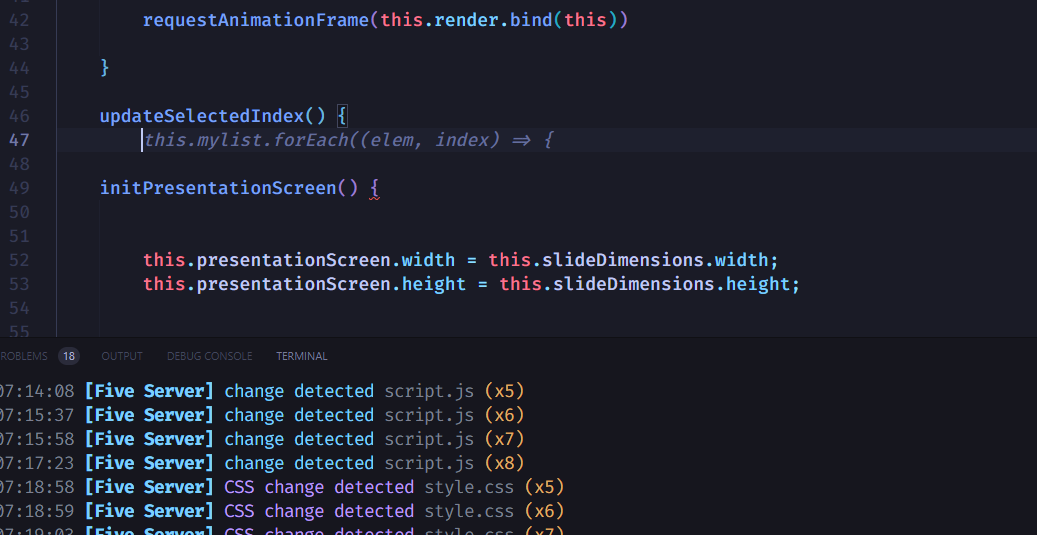 42 requestAnimationFrame(this.render.bind(this))
43
44 }
45
46 updateSelectedIndex() {
47 this.mylist.forEach((elem, index) => {
48
49 initPresentationScreen() {
50
51
52 this.presentationScreen.width = this.slideDimensions.width;
53 this.presentationScreen.height = this.slideDimensions.height;
54
55
ROBLEMS 18 OUTPUT DEBUG CONSOLE TERMINAL
07:14:08 [Five Server] change detected script.js (x5)
07:15:37 [Five Server] change detected script.js (x6)
07:15:58 [Five Server] change detected script.js (x7)
07:17:23 [Five Server] change detected script.js (x8)
07:18:58 [Five Server] CSS change detected style.css (x5)
07:18:59 [Five Server] CSS change detected style.css (x6)
07:19:03 [Five Server] CSS change detected style.css (x7)